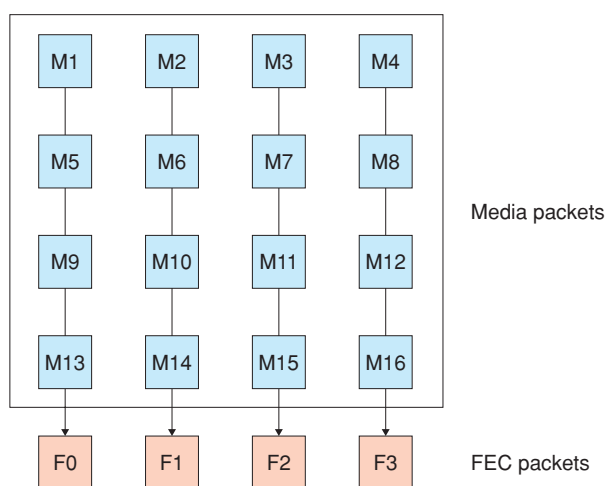 M1 M2 M3 M4
M5 M6 M7 M8
Media packets
M9 M10 M11 M12
M13 M14 M15 M16
F0 F1 F2 F3 FEC packets